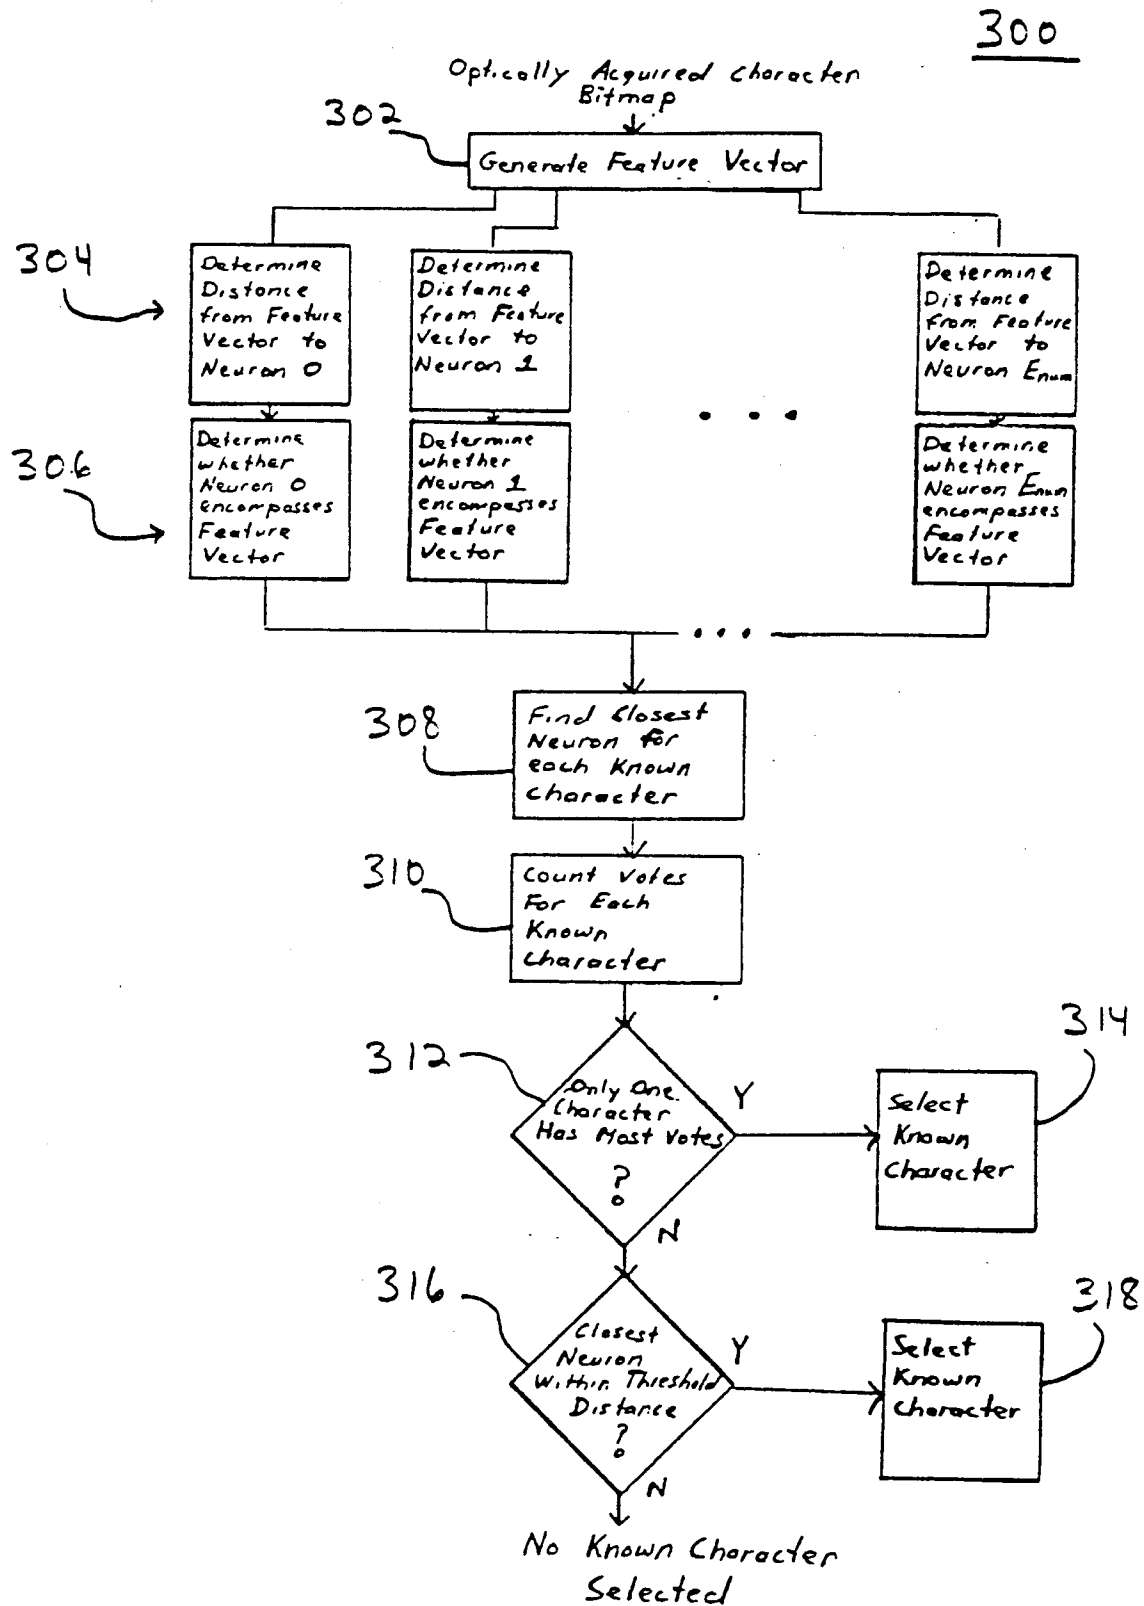 300
Optically Acquired Character
Bitmap
302
Generate Feature Vector
304
Determine
Distance
from Feature
Vector to
Neuron 0
Determine
Distance
from Feature
Vector to
Neuron 1
. . .
Determine
Distance
from Feature
Vector to
Neuron Enum
306
Determine
whether
Neuron 0
encompasses
Feature
Vector
Determine
whether
Neuron 1
encompasses
Feature
Vector
Determine
whether
Neuron Enum
encompasses
Feature
Vector
...
308
Find Closest
Neuron for
each Known
Character
310
Count Votes
For Each
Known
Character
312
Only One
Character
Has Most Votes
?
Y
N
314
Select
Known
Character
316
Closest
Neuron
Within Threshold
Distance
?
Y
N
318
Select
Known
Character
No Known Character
Selected